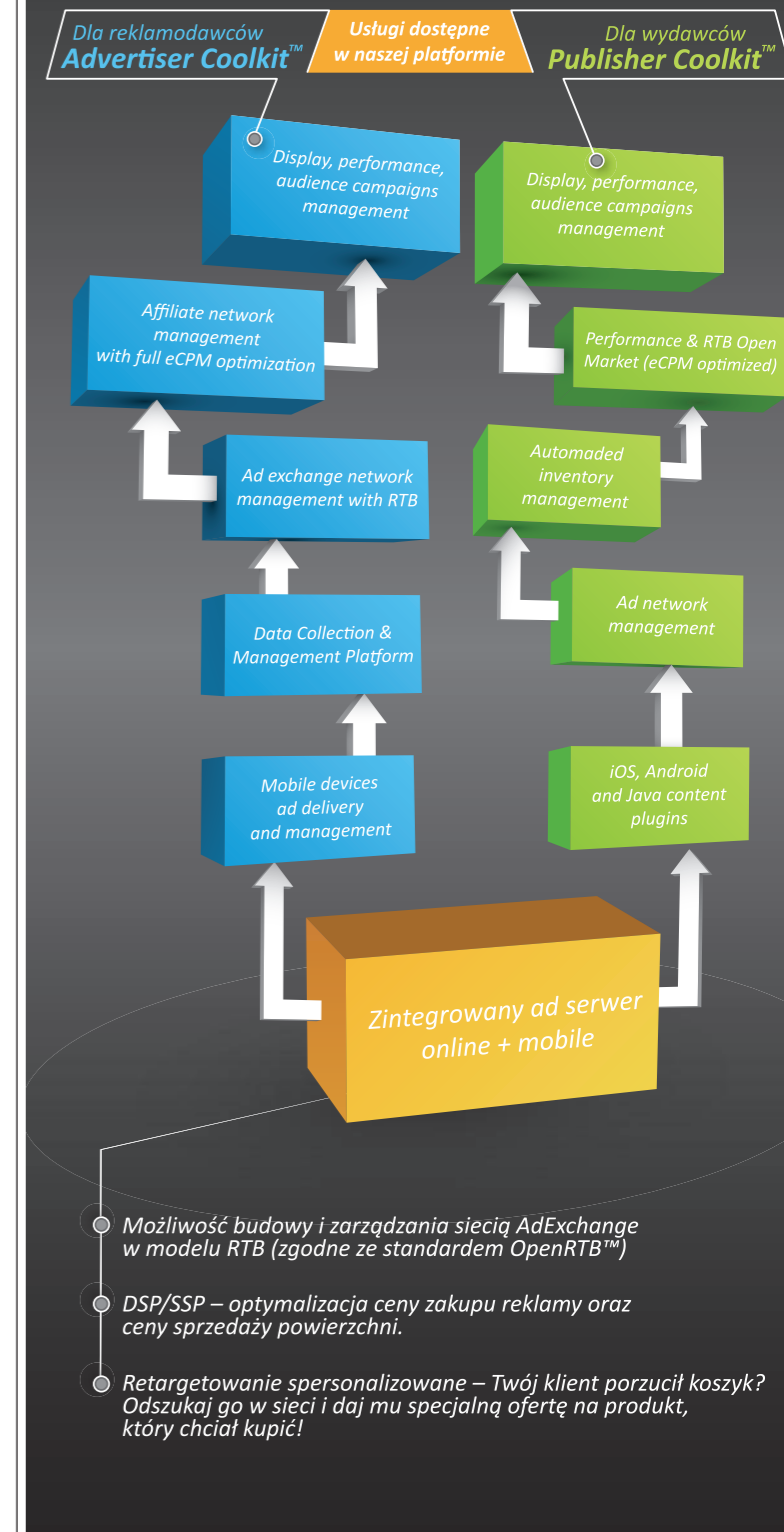 Dla reklamodawców
Advertiser Coolkit™
Usługi dostępne
w naszej platformie
Dla wydawców
Publisher Coolkit™
Display, performance,
audience campaigns
management
Affiliate network
management
with full eCPM optimization
Ad exchange network
management with RTB
Data Collection &
Management Platform
Mobile devices
ad delivery
and management
Display, performance,
audience campaigns
management
Performance & RTB Open
Market (eCPM optimized)
Automaded
inventory
management
Ad network
management
iOS, Android
and Java content
plugins
Zintegrowany ad serwer
online + mobile
Możliwość budowy i zarządzania siecią AdExchange
w modelu RTB (zgodne ze standardem OpenRTB™)
DSP/SSP – optymalizacja ceny zakupu reklamy oraz
ceny sprzedaży powierzchni.
Retargetowanie spersonalizowane – Twój klient porzucił koszyk?
Odszukaj go w sieci i daj mu specjalną ofertę na produkt,
który chciał kupić!